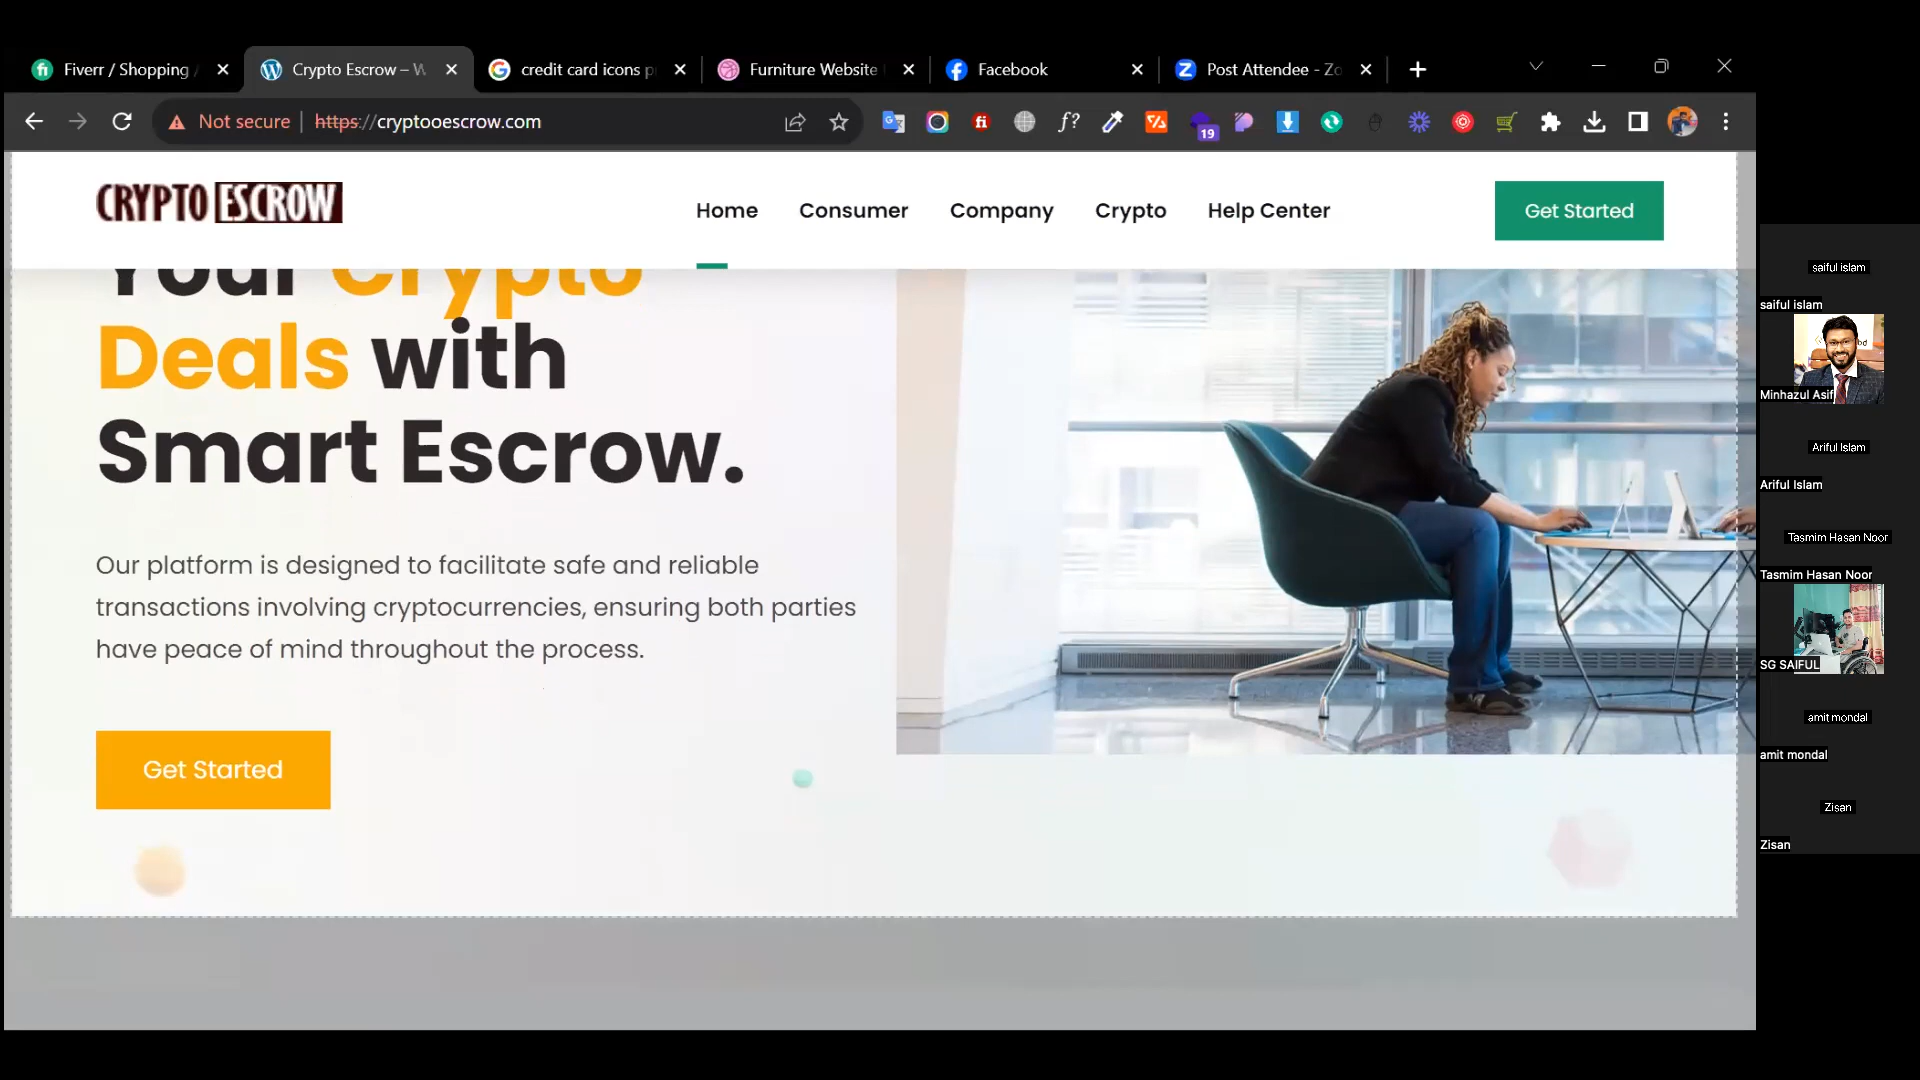 Fiverr / Shopping /
Crypto Escrow – W
credit card icons p
Furniture Website
Facebook
Post Attendee - Zo
Not secure
https://cryptooescrow.com
19
CRYPTO ESCROW
Home
Consumer
Company
Crypto
Help Center
Get Started
Your Crypto
Deals with
Smart Escrow.
Our platform is designed to facilitate safe and reliable
transactions involving cryptocurrencies, ensuring both parties
have peace of mind throughout the process.
Get Started
saiful islam
saiful islam
Minhazul Asif
Ariful Islam
Ariful Islam
Tasmim Hasan Noor
Tasmim Hasan Noor
SG SAIFUL
amit mondal
amit mondal
Zisan
Zisan